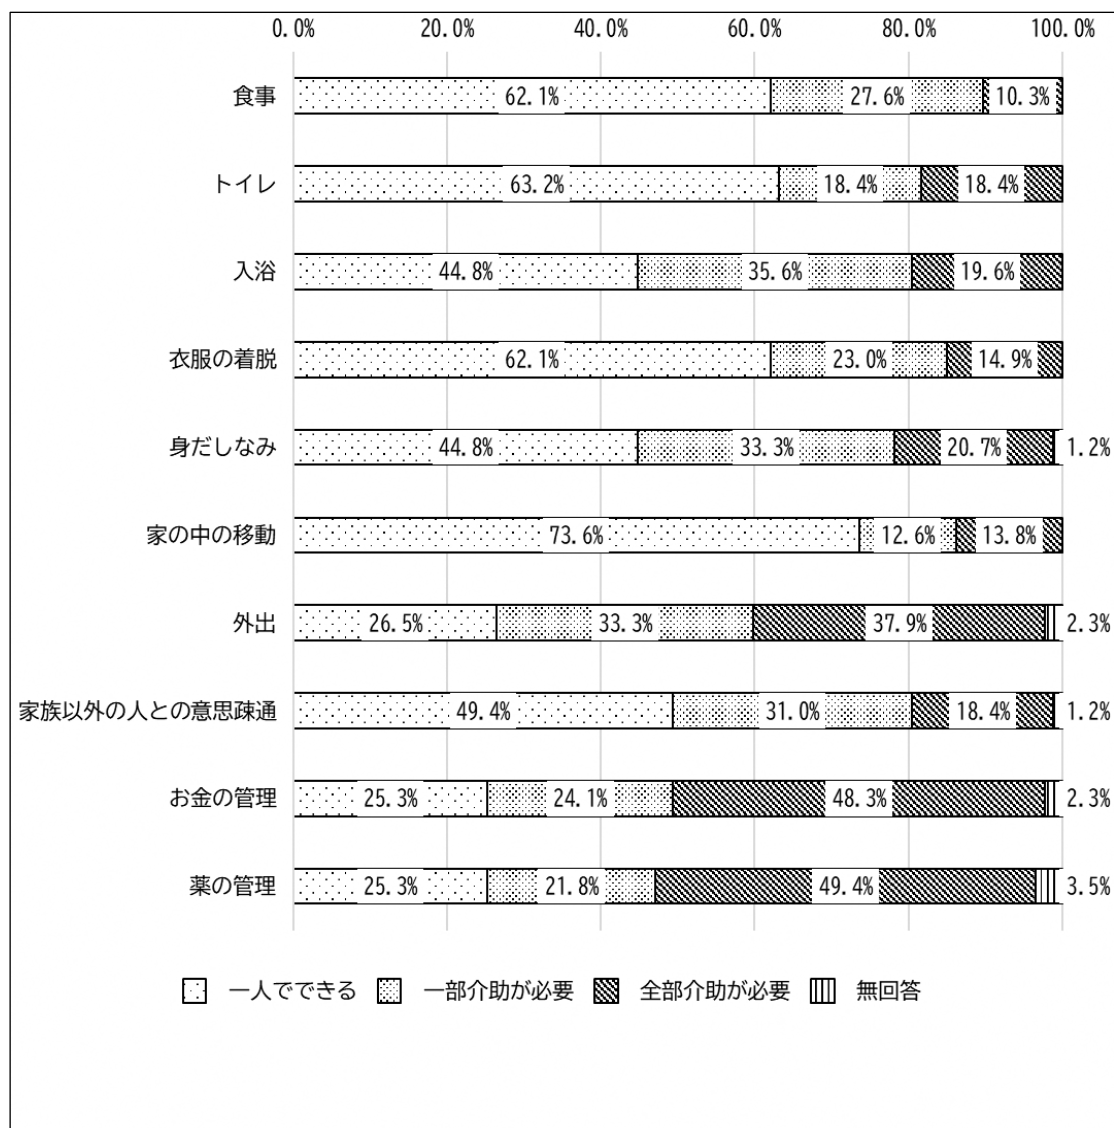 0.0% 20.0% 40.0% 60.0% 80.0% 100.0%
食事 62.1% 27.6% 10.3%
トイレ 63.2% 18.4% 18.4%
入浴 44.8% 35.6% 19.6%
衣服の着脱 62.1% 23.0% 14.9%
身だしなみ 44.8% 33.3% 20.7% 1.2%
家の中の移動 73.6% 12.6% 13.8%
外出 26.5% 33.3% 37.9% 2.3%
家族以外の人との意思疎通 49.4% 31.0% 18.4% 1.2%
お金の管理 25.3% 24.1% 48.3% 2.3%
薬の管理 25.3% 21.8% 49.4% 3.5%
一人でできる 一部介助が必要 全部介助が必要 無回答